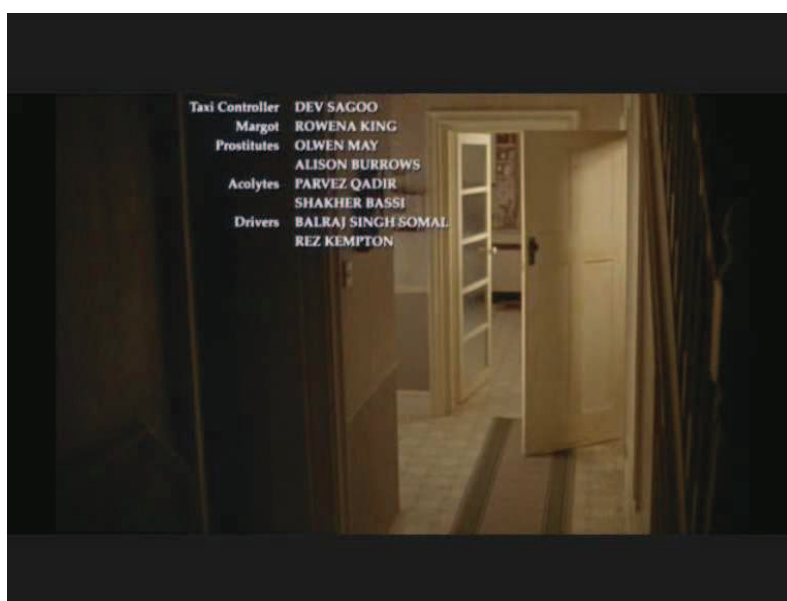 Taxi Controller DEV SAGOO
Margot ROWENA KING
Prostitutes OLWEN MAY
ALISON BURROWS
Acolytes PARVEZ QADIR
SHAKHER BASSI
Drivers BALRAJ SINGH SOMAL
REZ KEMPTON